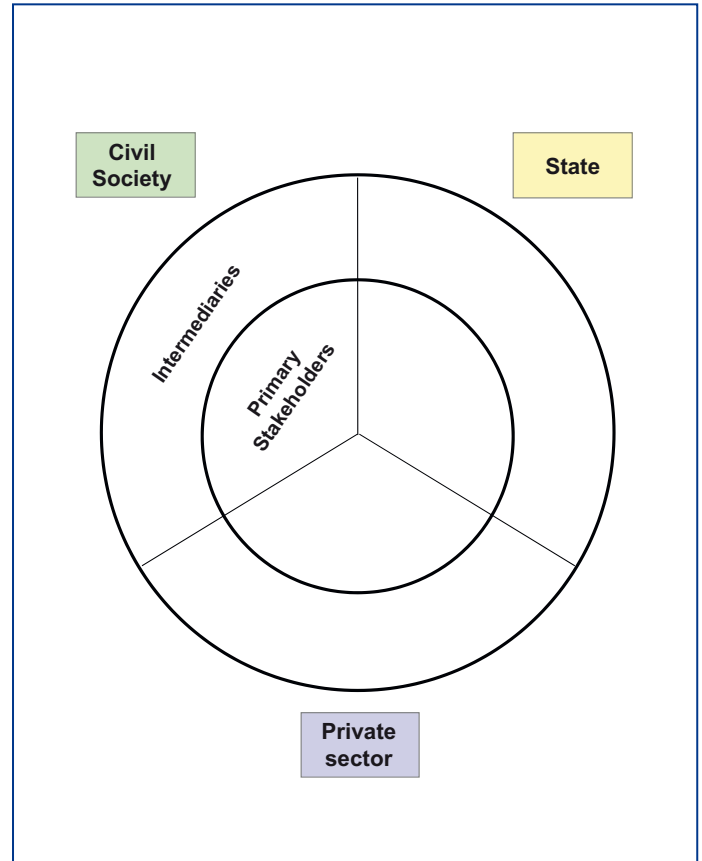 Civil
Society
State
Intermediaries
Primary
Stakeholders
Private
sector